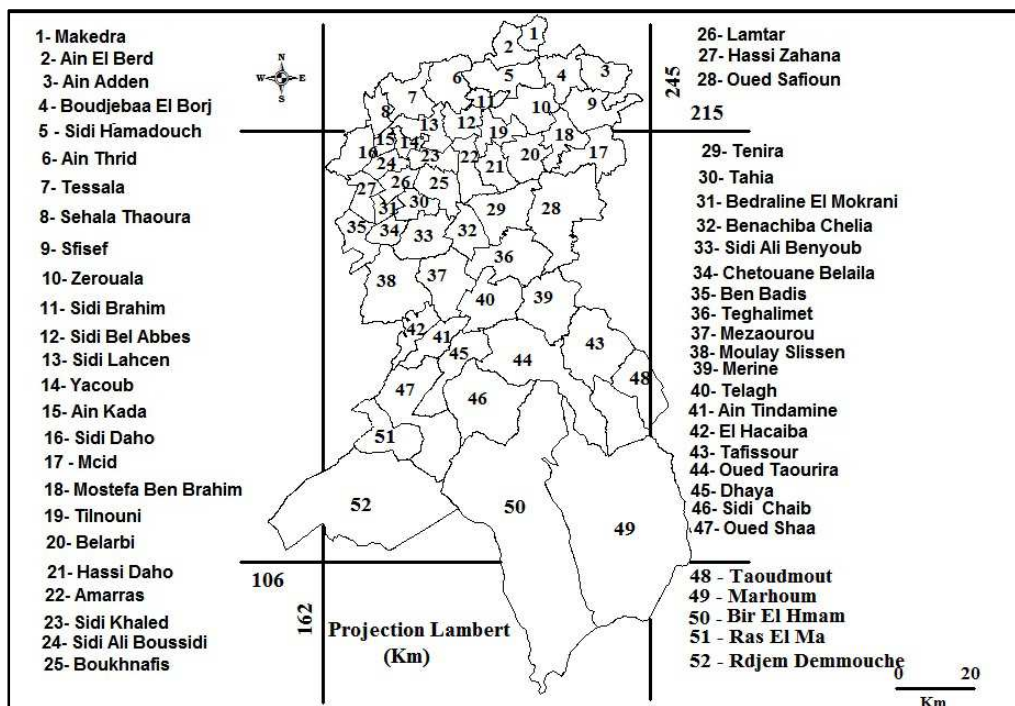 1- Makedra
2- Ain El Berd
3- Ain Adden
4- Boudjebaa El Borj
5 - Sidi Hamadouch
6- Ain Thrid
7- Tessala
8- Sehala Thaoura
9- Sfisef
10- Zerouala
11- Sidi Brahim
12- Sidi Bel Abbes
13- Sidi Lahcen
14- Yacoub
15- Ain Kada
16- Sidi Daho
17 - Mcid
18- Mostefa Ben Brahim
19- Tilnouni
20- Belarbi
21- Hassi Daho
22- Amarras
23- Sidi Khaled
24- Sidi Ali Boussidi
25- Boukhnafis
N
W E
S
1
2
3
4
5
6
7
8
9
10
11
12
13
14
15
16
17
18
19
20
21
22
23
24
25
26
27
28
29
30
31
32
33
34
35
36
37
38
39
40
41
42
43
44
45
46
47
48
49
50
51
52
245
215
106
162
Projection Lambert
(Km)
26- Lamtar
27- Hassi Zahana
28- Oued Safioun
29- Tenira
30- Tahia
31- Bedraline El Mokrani
32- Benachiba Chelia
33- Sidi Ali Benyoub
34- Chetouane Belaila
35- Ben Badis
36- Teghalimet
37- Mezaourou
38- Moulay Slissen
39- Merine
40- Telagh
41- Ain Tindamine
42- El Hacaiba
43- Tafissour
44- Oued Taourira
45- Dhaya
46- Sidi Chaib
47- Oued Shaa
48 - Taoudmout
49 - Marhoum
50 - Bir El Hmam
51 - Ras El Ma
52 - Rdjem Demmouche
0 20
Km